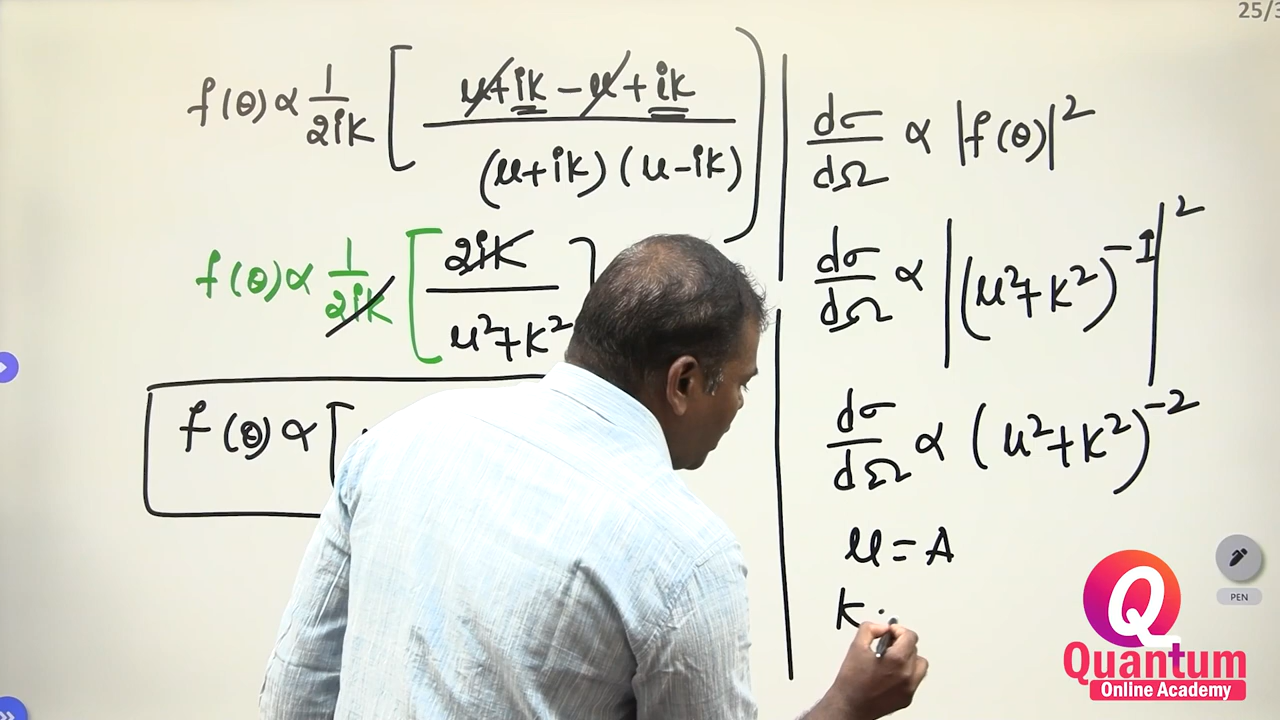 25/3
f(θ) ∝ 1/2ik [ (μ+ik − μ + ik) / (μ+ik)(μ−ik) ]
f(θ) ∝ 1/2ik [ 2ik / μ²+k² ]
f(θ) ∝ [
dσ/dΩ ∝ |f(θ)|²
dσ/dΩ ∝ |(μ²+k²)⁻¹|²
dσ/dΩ ∝ (μ²+k²)⁻²
μ = A
k
PEN
Q
Quantum
Online Academy